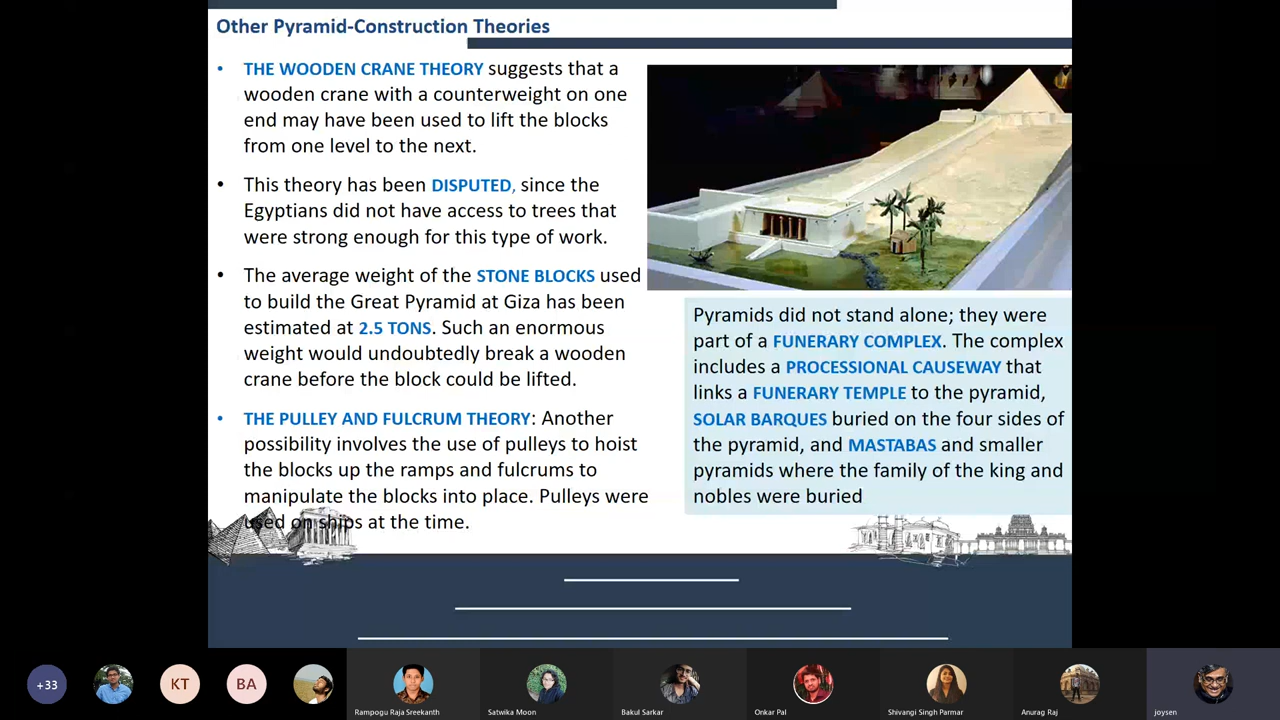 Other Pyramid-Construction Theories
• THE WOODEN CRANE THEORY suggests that a
wooden crane with a counterweight on one
end may have been used to lift the blocks
from one level to the next.
• This theory has been DISPUTED, since the
Egyptians did not have access to trees that
were strong enough for this type of work.
• The average weight of the STONE BLOCKS used
to build the Great Pyramid at Giza has been
estimated at 2.5 TONS. Such an enormous
weight would undoubtedly break a wooden
crane before the block could be lifted.
• THE PULLEY AND FULCRUM THEORY: Another
possibility involves the use of pulleys to hoist
the blocks up the ramps and fulcrums to
manipulate the blocks into place. Pulleys were
used on ships at the time.
Pyramids did not stand alone; they were
part of a FUNERARY COMPLEX. The complex
includes a PROCESSIONAL CAUSEWAY that
links a FUNERARY TEMPLE to the pyramid,
SOLAR BARQUES buried on the four sides of
the pyramid, and MASTABAS and smaller
pyramids where the family of the king and
nobles were buried
+33
KT
BA
Rampogu Raja Sreekanth
Satwika Moon
Bakul Sarkar
Onkar Pal
Shivangi Singh Parmar
Anurag Raj
joysen